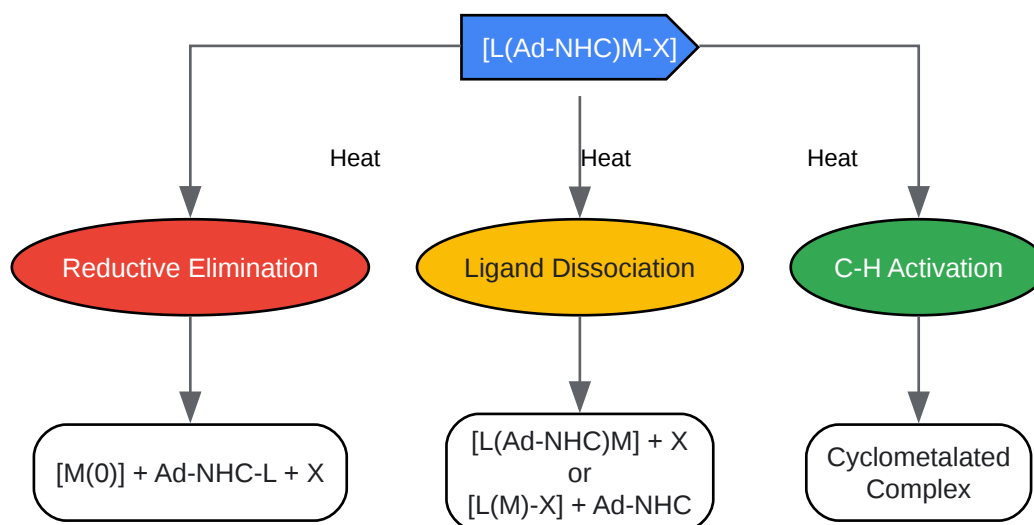 [L(Ad-NHC)M-X]
Heat
Heat
Heat
Reductive Elimination
Ligand Dissociation
C-H Activation
[M(0)] + Ad-NHC-L + X
[L(Ad-NHC)M] + X
or
[L(M)-X] + Ad-NHC
Cyclometalated
Complex